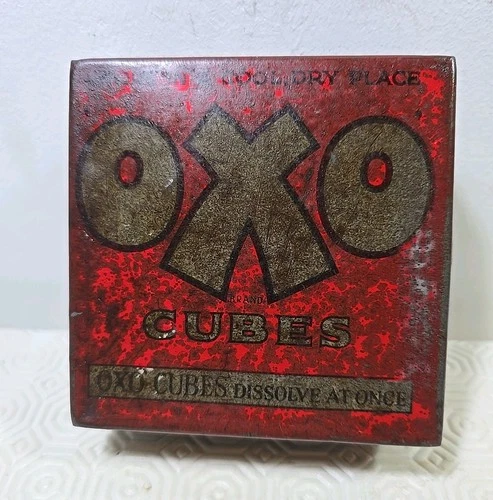 COOL DRY PLACE
OXO
BRAND
CUBES
OXO CUBES DISSOLVE AT ONCE